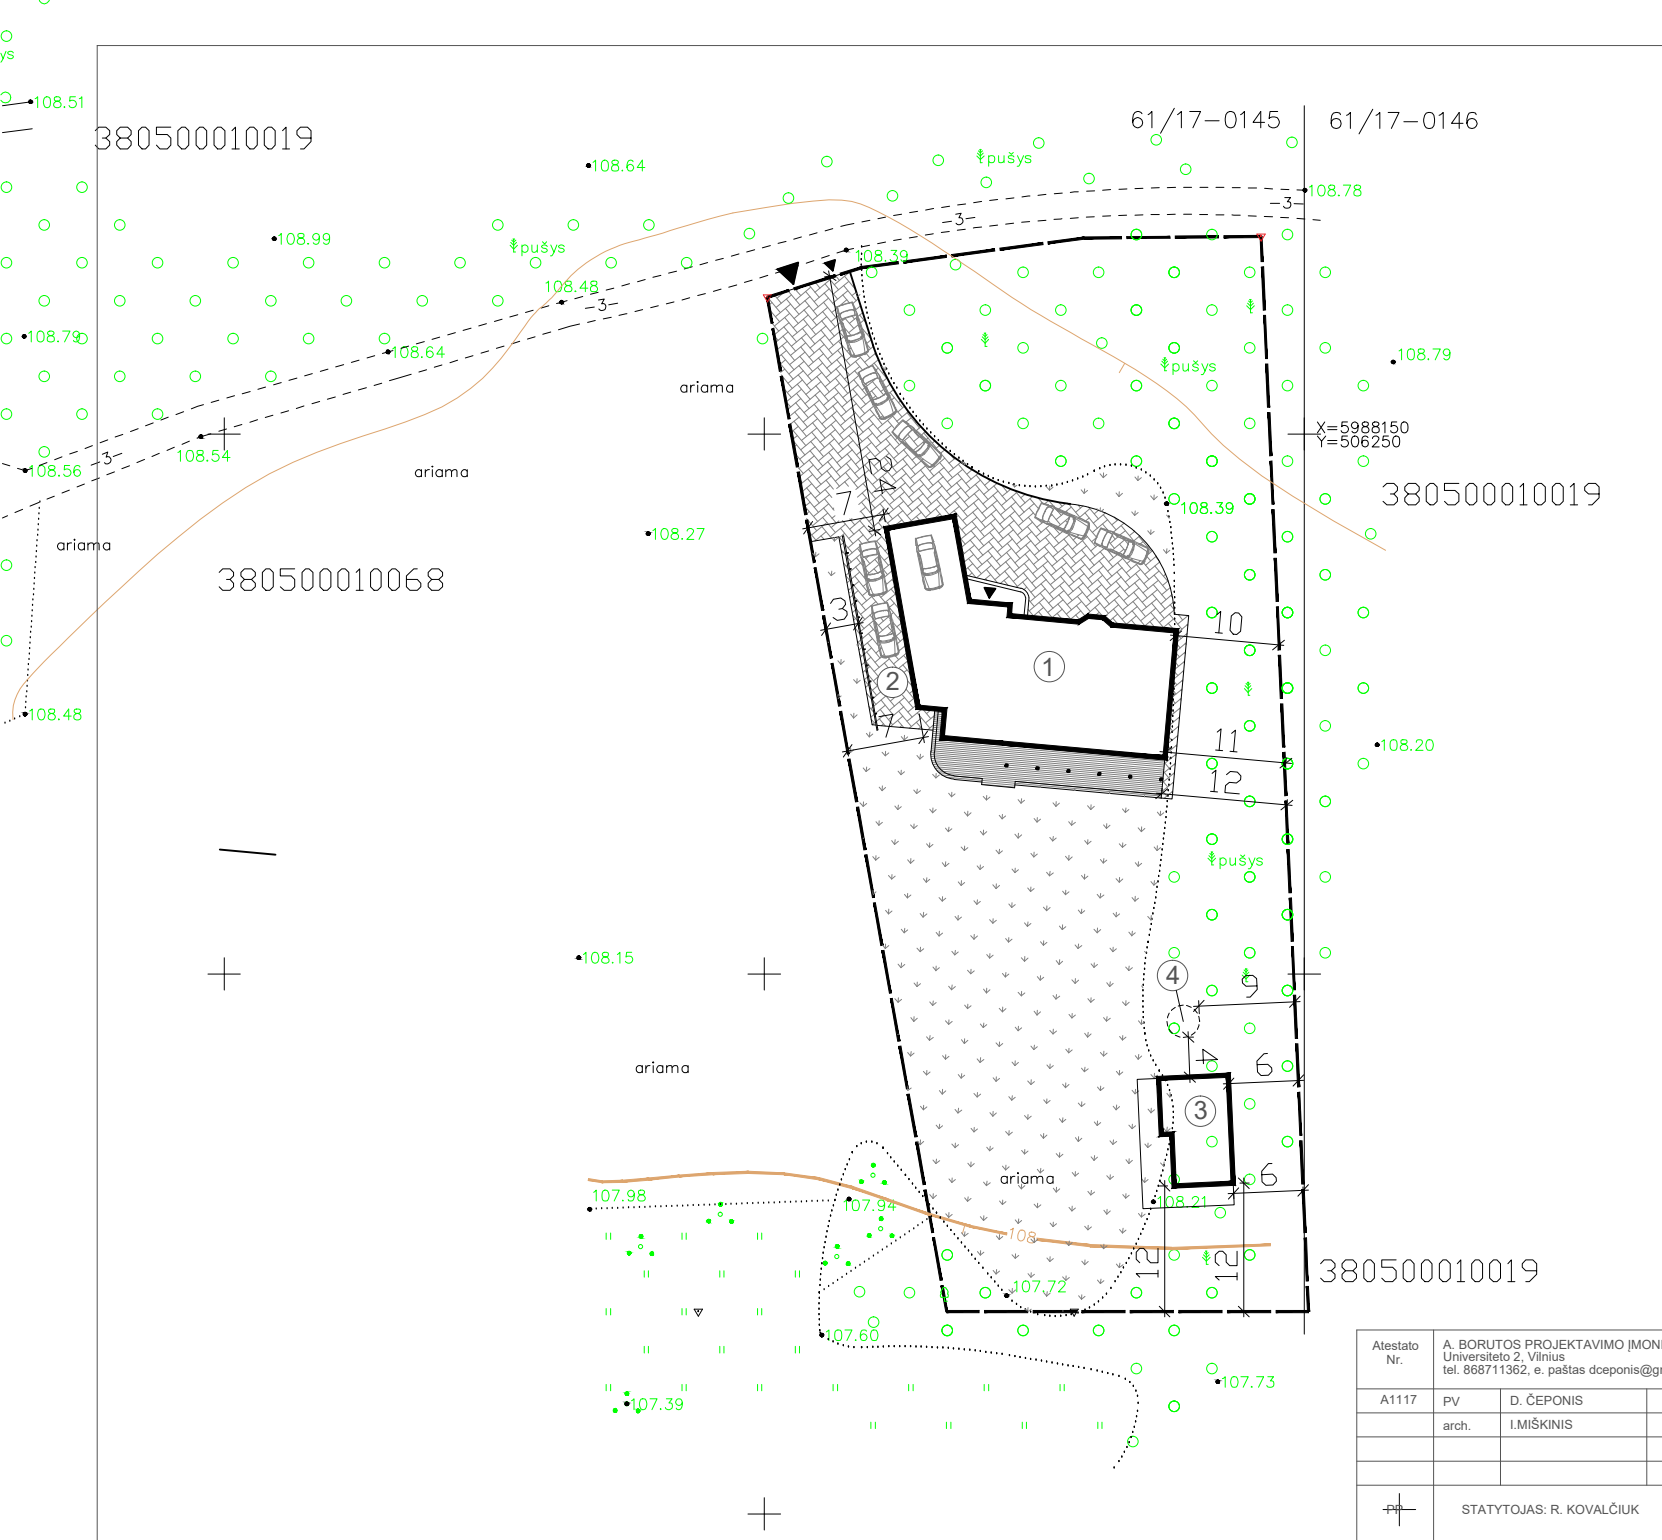 ys
108.51
380500010019
61/17-0145
61/17-0146
108.64
pušys
108.78
-3-
-3-
108.99
pušys
108.39
108.48
-3-
108.79
108.64
108.79
pušys
ariama
X=5988150
Y=506250
108.54
3
108.56
ariama
24
380500010019
7
108.39
108.27
ariama
380500010068
3
10
1
2
108.48
7
11
108.20
12
pušys
108.15
4
9
4
ariama
6
3
ariama
6
107.98
107.94
108.21
108
12
12
380500010019
107.72
107.60
107.73
107.39
Atestato
Nr.
A. BORUTOS PROJEKTAVIMO ĮMON
Universiteto 2, Vilnius
tel. 868711362, e. paštas dceponis@g
A1117
PV
D. ČEPONIS
arch.
I.MIŠKINIS
PP
STATYTOJAS: R. KOVALČIUK